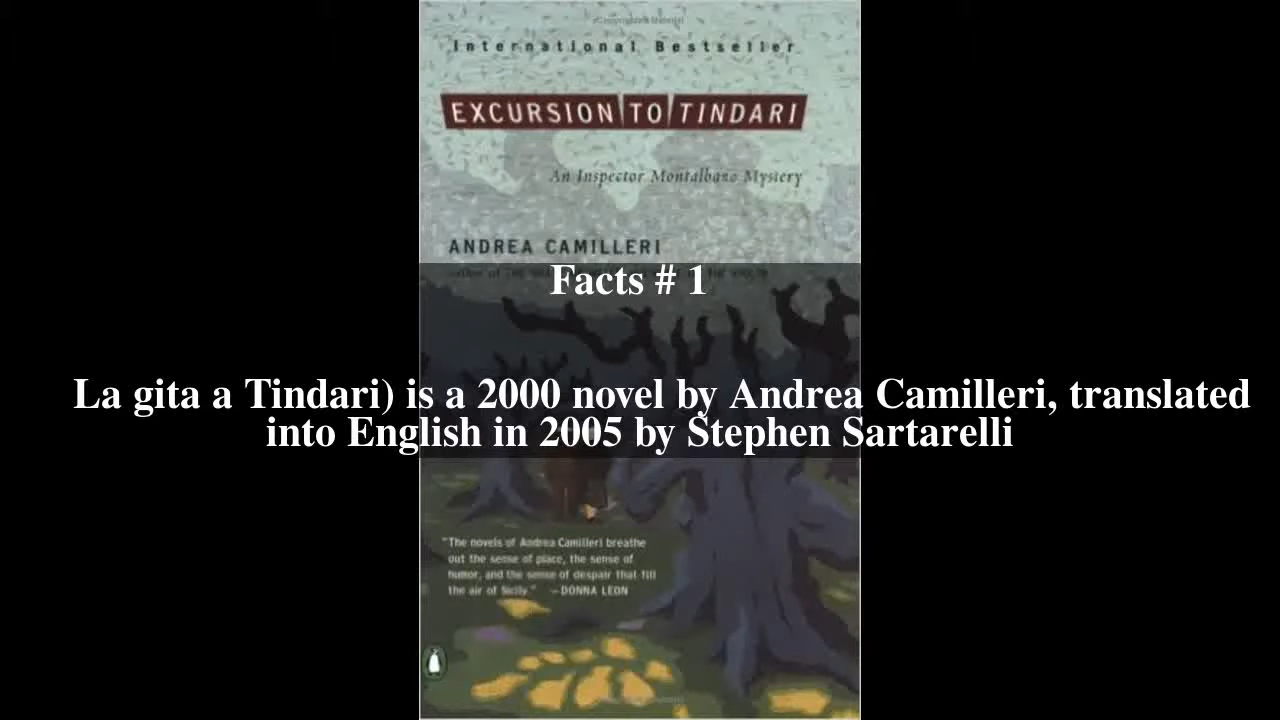 International Bestseller
EXCURSION TO TINDARI
An Inspector Montalbano Mystery
ANDREA CAMILLERI
Facts # 1
La gita a Tindari) is a 2000 novel by Andrea Camilleri, translated
into English in 2005 by Stephen Sartarelli
"The novels of Andrea Camilleri breathe
out the sense of place, the sense of
humor, and the sense of despair that fill
the air of Sicily." —DONNA LEON